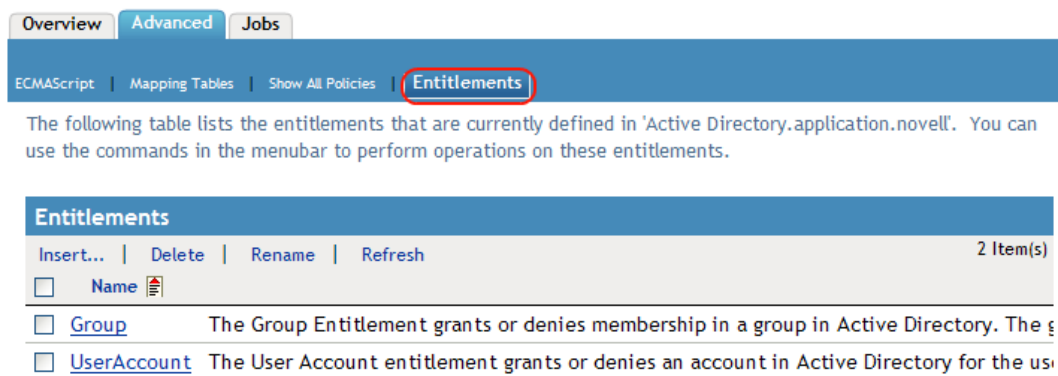 Overview Advanced Jobs
ECMAScript | Mapping Tables | Show All Policies | Entitlements
The following table lists the entitlements that are currently defined in 'Active Directory.application.novell'. You can
use the commands in the menubar to perform operations on these entitlements.
Entitlements
Insert... | Delete | Rename | Refresh 2 Item(s)
Name
Group The Group Entitlement grants or denies membership in a group in Active Directory. The
UserAccount The User Account entitlement grants or denies an account in Active Directory for the